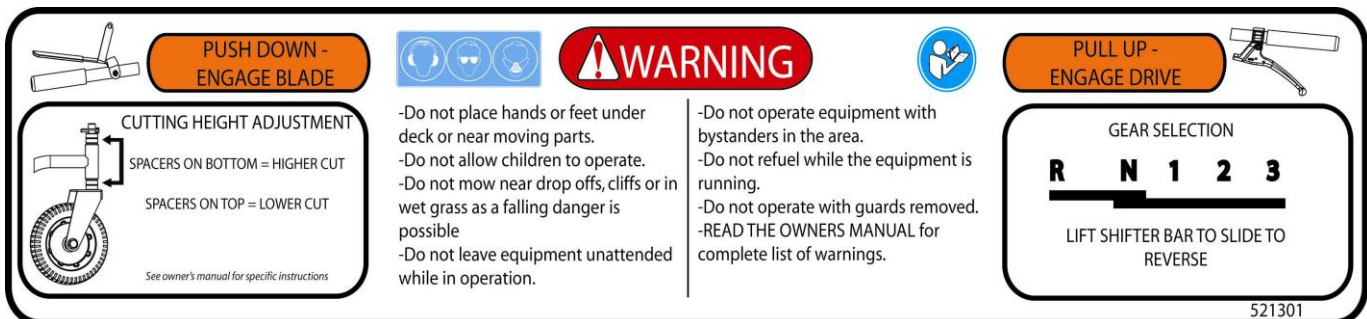 PUSH DOWN -
ENGAGE BLADE
WARNING
PULL UP -
ENGAGE DRIVE
CUTTING HEIGHT ADJUSTMENT
SPACERS ON BOTTOM = HIGHER CUT
SPACERS ON TOP = LOWER CUT
See owner's manual for specific instructions
-Do not place hands or feet under
deck or near moving parts.
-Do not allow children to operate.
-Do not mow near drop offs, cliffs or in
wet grass as a falling danger is
possible
-Do not leave equipment unattended
while in operation.
-Do not operate equipment with
bystanders in the area.
-Do not refuel while the equipment is
running.
-Do not operate with guards removed.
-READ THE OWNERS MANUAL for
complete list of warnings.
GEAR SELECTION
R N 1 2 3
LIFT SHIFTER BAR TO SLIDE TO
REVERSE
521301